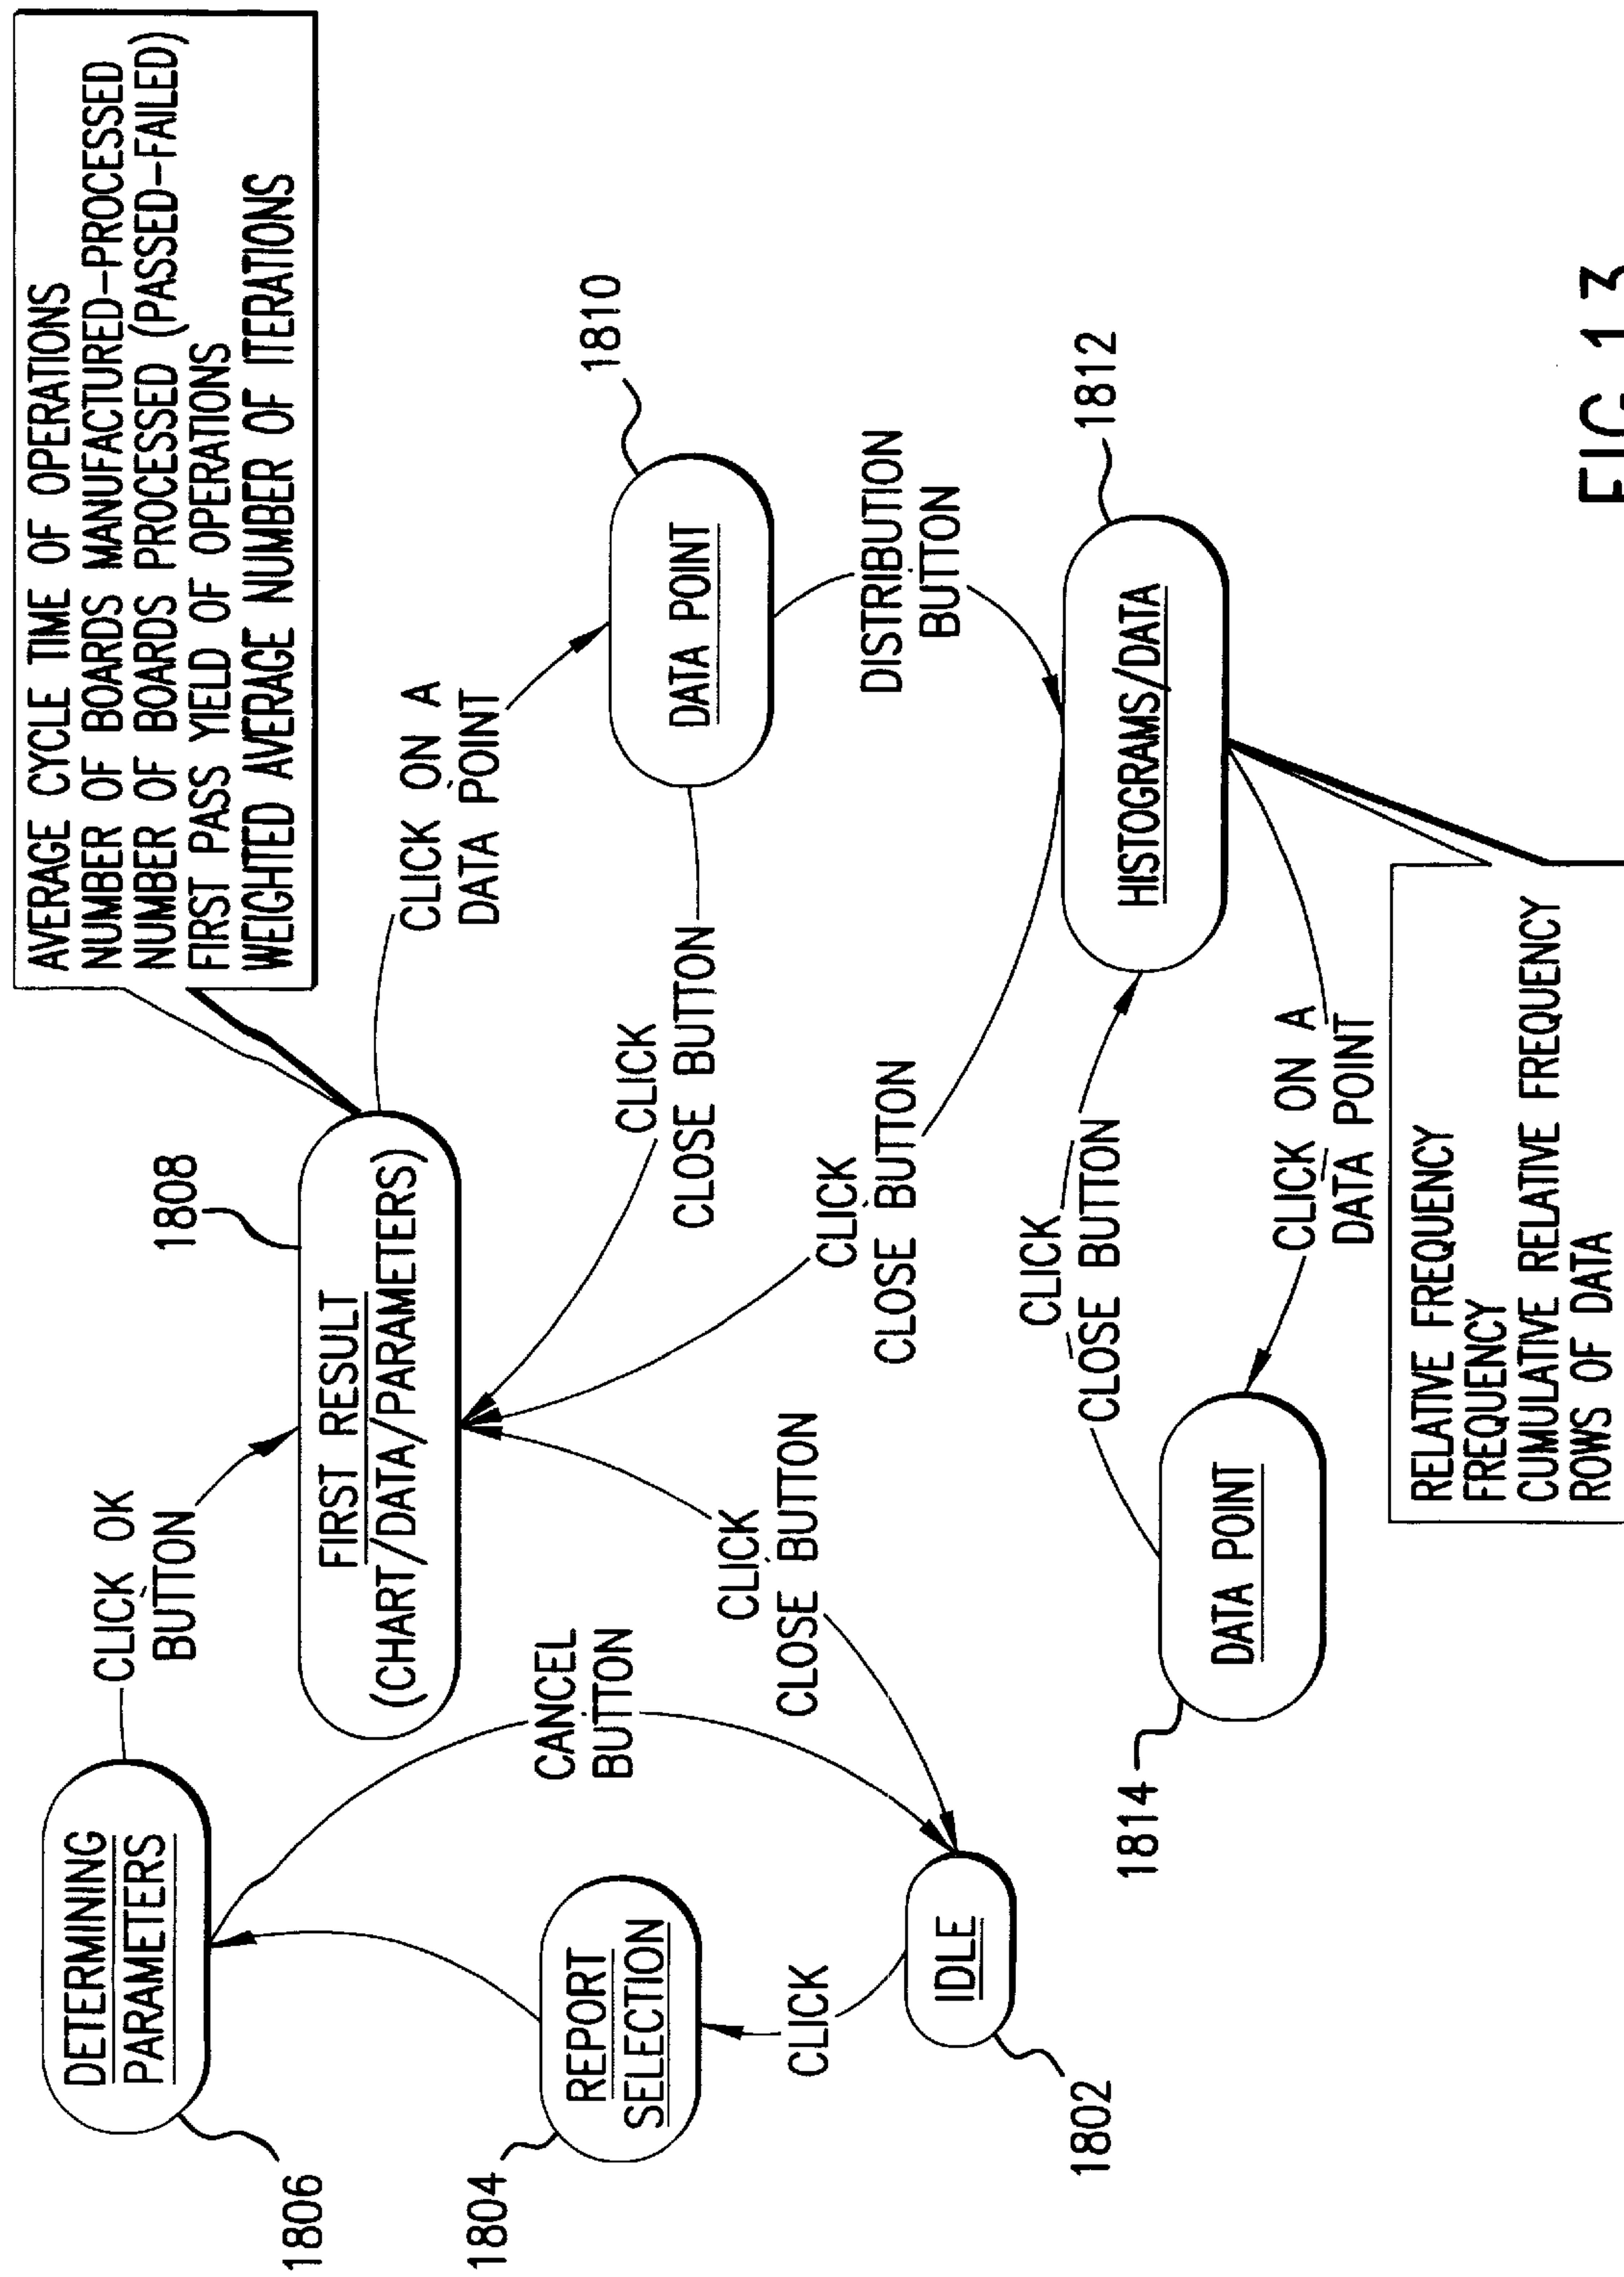 AVERAGE CYCLE TIME OF OPERATIONS
NUMBER OF BOARDS MANUFACTURED-PROCESSED
NUMBER OF BOARDS PROCESSED (PASSED-FAILED)
FIRST PASS YIELD OF OPERATIONS
WEIGHTED AVERAGE NUMBER OF ITERATIONS
1806
DETERMINING
PARAMETERS
CLICK OK
BUTTON
1808
FIRST RESULT
(CHART/DATA/PARAMETERS)
CLICK ON A
DATA POINT
1810
DATA POINT
1804
REPORT
SELECTION
CANCEL
BUTTON
CLICK
CLOSE BUTTON
CLICK
CLOSE BUTTON
CLICK
CLOSE BUTTON
DISTRIBUTION
BUTTON
CLICK
1802
IDLE
1812
HISTOGRAMS/DATA
CLICK
CLOSE BUTTON
1814
DATA POINT
CLICK ON A
DATA POINT
RELATIVE FREQUENCY
FREQUENCY
CUMULATIVE RELATIVE FREQUENCY
ROWS OF DATA
FIG.13